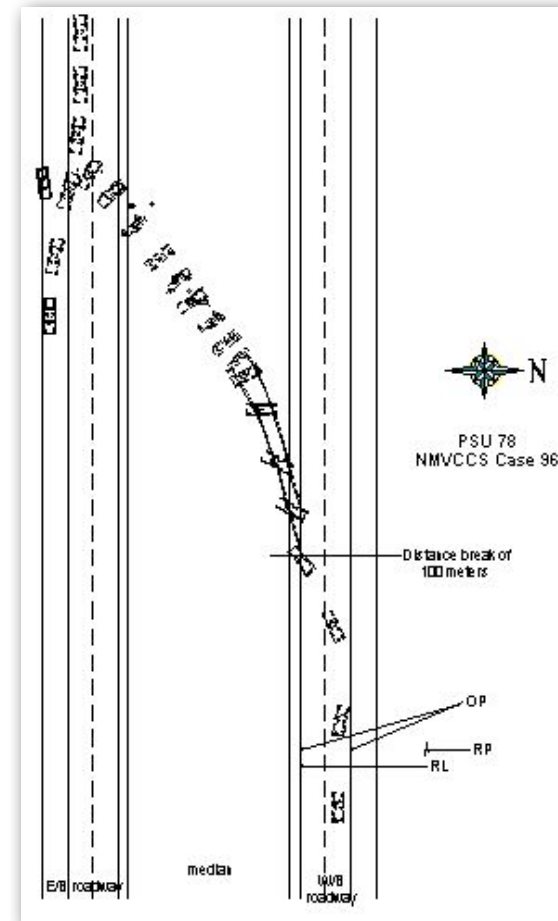 N
PSU 78
NMVCCS Case 96
Distance break of
100 meters
OP
RP
RL
median
E/B roadway
W/B
roadway